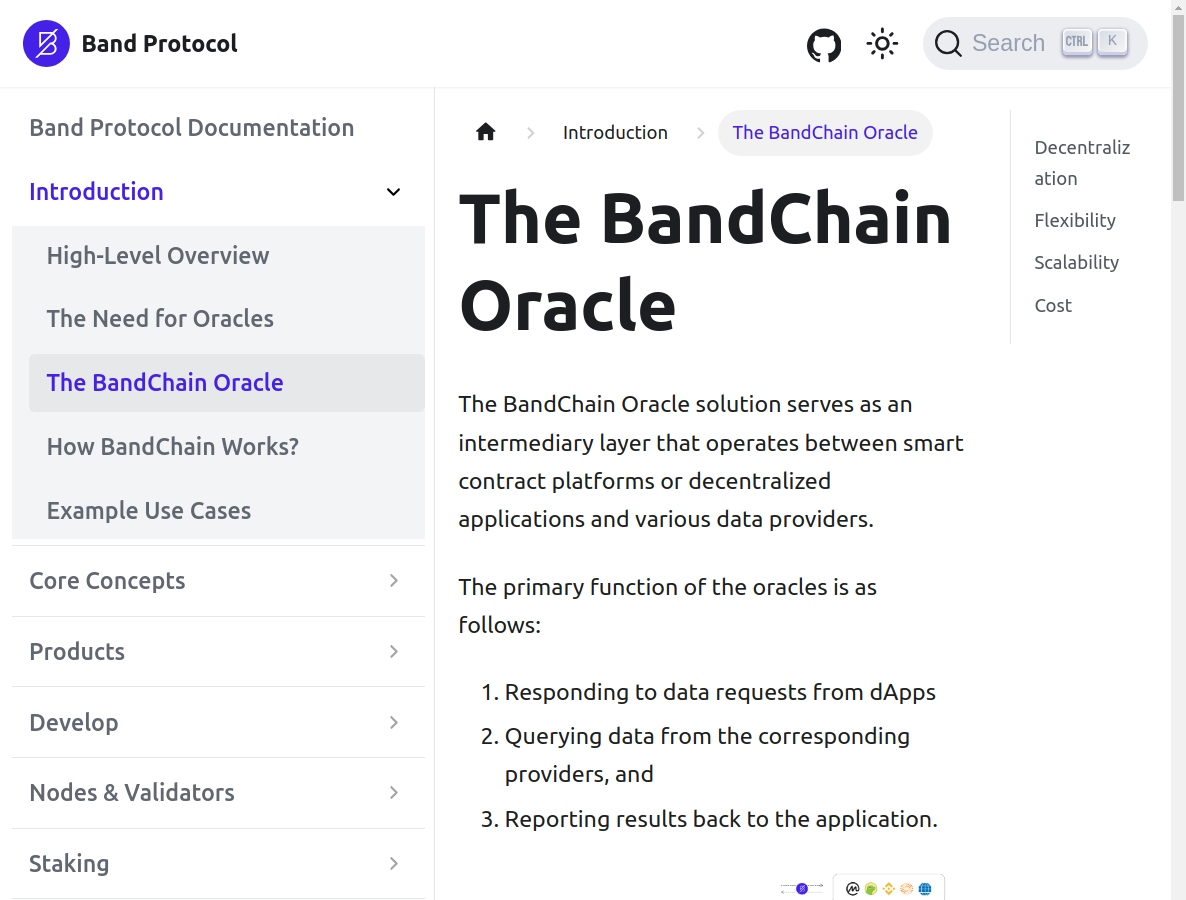 Band Protocol
Search
CTRL
K
Band Protocol Documentation
Introduction
High-Level Overview
The Need for Oracles
The BandChain Oracle
How BandChain Works?
Example Use Cases
Core Concepts
Products
Develop
Nodes & Validators
Staking
Introduction
The BandChain Oracle
The BandChain
Oracle
The BandChain Oracle solution serves as an
intermediary layer that operates between smart
contract platforms or decentralized
applications and various data providers.
The primary function of the oracles is as
follows:
1. Responding to data requests from dApps
2. Querying data from the corresponding
providers, and
3. Reporting results back to the application.
Decentraliz
ation
Flexibility
Scalability
Cost